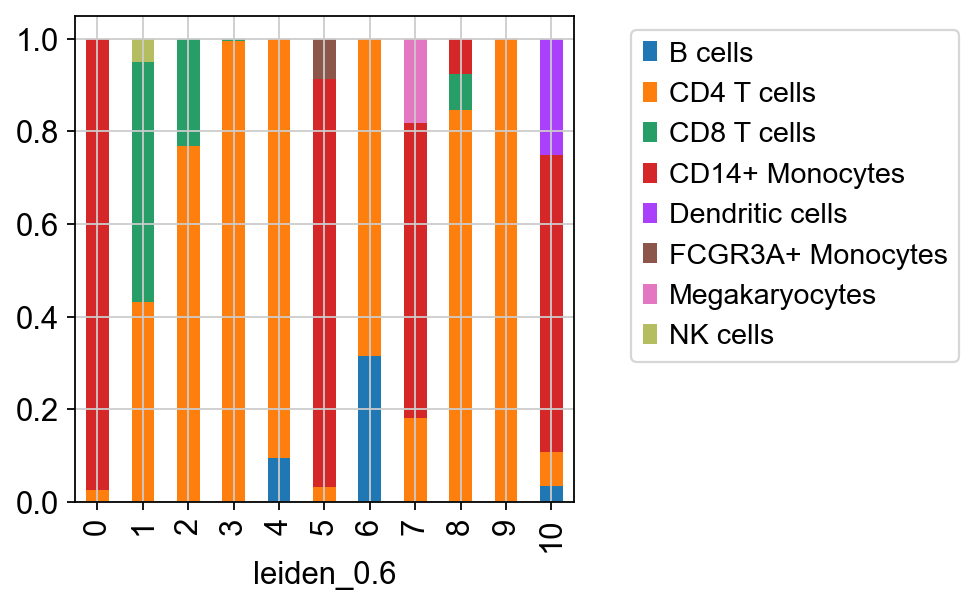 1.0
0.8
0.6
0.4
0.2
0.0
0
1
2
3
4
5
6
7
8
9
10
leiden_0.6
B cells
CD4 T cells
CD8 T cells
CD14+ Monocytes
Dendritic cells
FCGR3A+ Monocytes
Megakaryocytes
NK cells